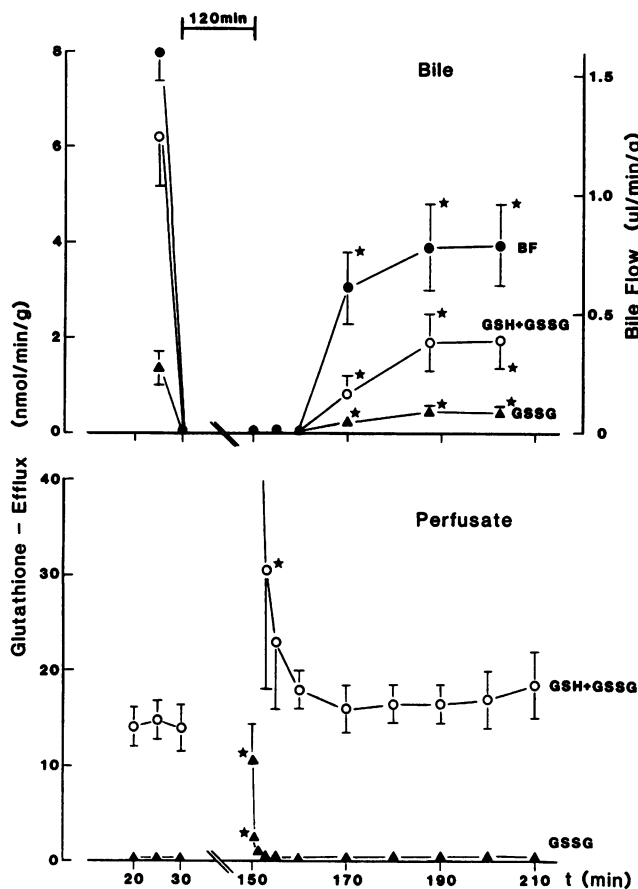 120min
8
6
4
2
0
Bile
1.5
1.0
0.5
0
BF
GSH+GSSG
GSSG
Bile Flow (ul/min/g)
Glutathione - Efflux (nmol/min/g)
40
30
20
10
0
Perfusate
GSH+GSSG
GSSG
20 30 150 170 190 210 t (min)